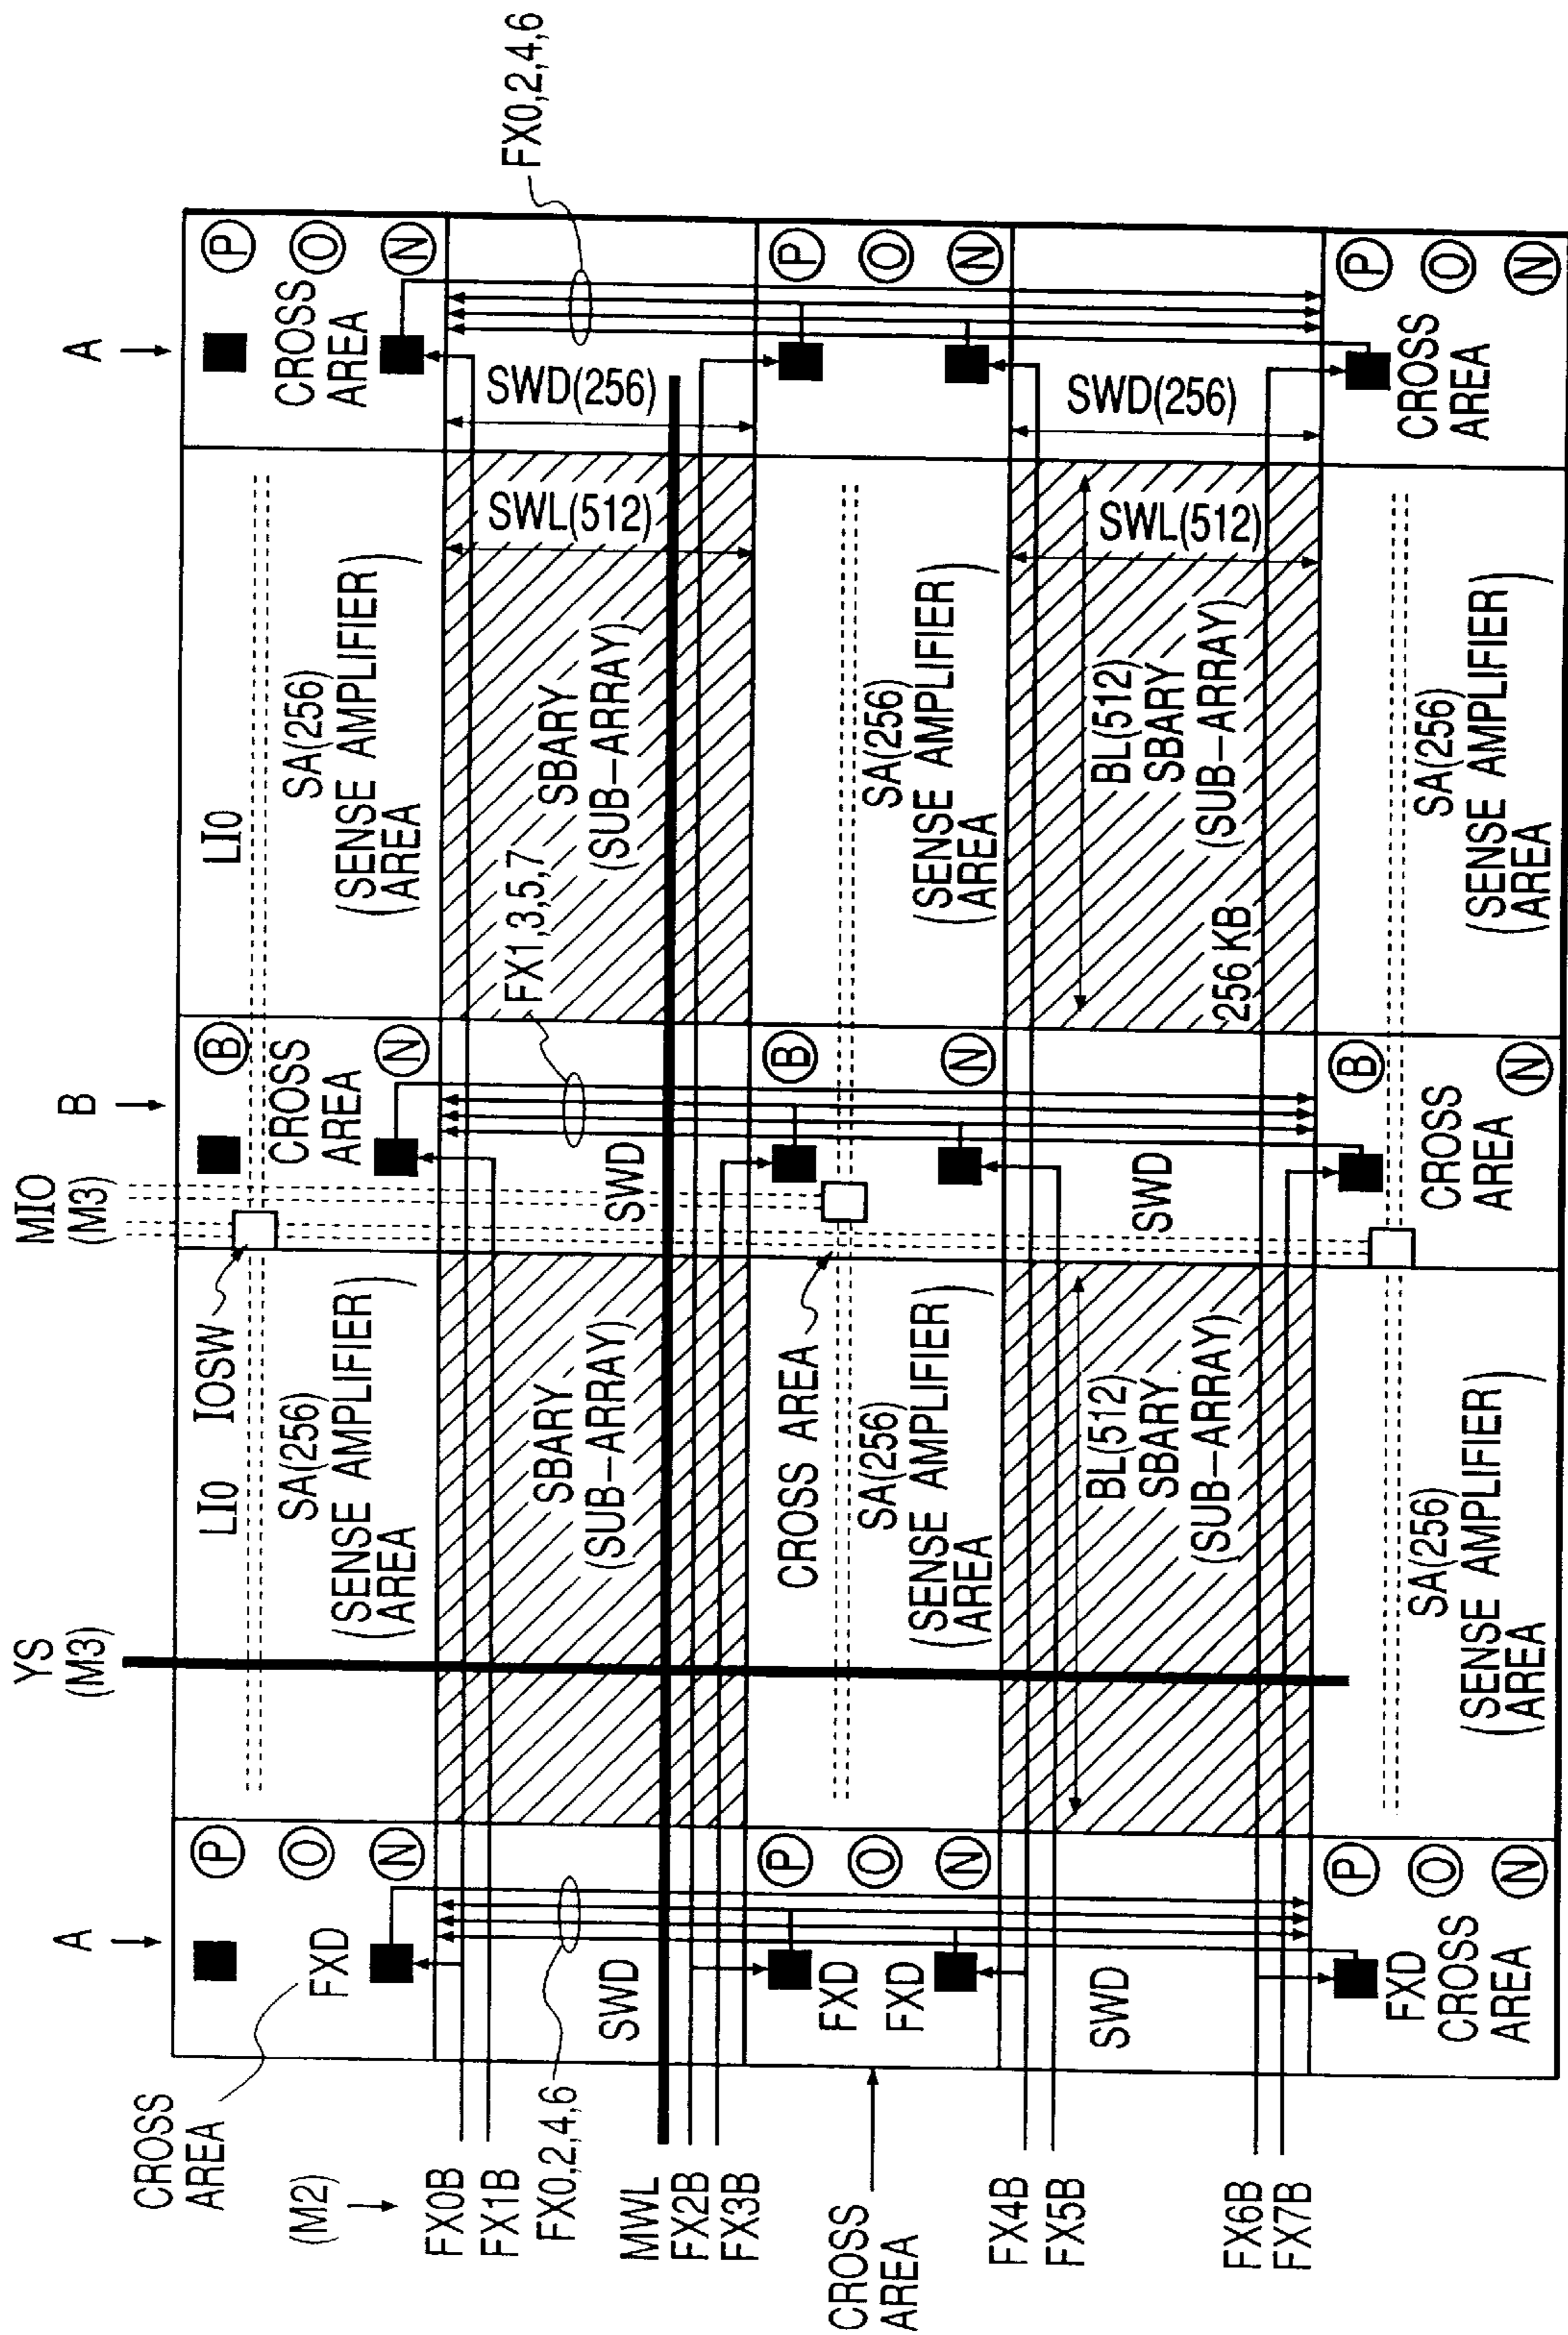 YS
(M3)
MIO
(M3)
A
B
A
CROSS
AREA
LIO
IOSW
LIO
P
O
N
FXD
SA(256)
(SENSE AMPLIFIER
AREA)
B
CROSS
AREA
N
SA(256)
(SENSE AMPLIFIER
AREA)
CROSS
AREA
P
O
N
(M2)
FX0B
FX1B
FX0,2,4,6
FX1,3,5,7
FX0,2,4,6
SWD
SBARY
(SUB-ARRAY)
SWD
SBARY
(SUB-ARRAY)
SWL(512)
SWD(256)
MWL
FX2B
FX3B
P
O
N
FXD
FXD
CROSS AREA
SA(256)
(SENSE AMPLIFIER
AREA)
B
N
SA(256)
(SENSE AMPLIFIER
AREA)
P
O
N
CROSS
AREA
FX4B
FX5B
SWD
BL(512)
SBARY
(SUB-ARRAY)
SWD
BL(512)
SBARY
(SUB-ARRAY)
256 KB
SWL(512)
SWD(256)
FX6B
FX7B
P
O
N
FXD
CROSS
AREA
SA(256)
(SENSE AMPLIFIER
AREA)
B
N
CROSS
AREA
SA(256)
(SENSE AMPLIFIER
AREA)
P
O
N
CROSS
AREA